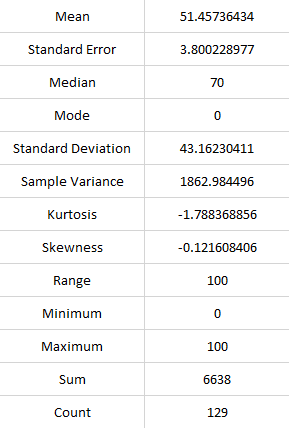 Mean 51.45736434
Standard Error 3.800228977
Median 70
Mode 0
Standard Deviation 43.16230411
Sample Variance 1862.984496
Kurtosis -1.788368856
Skewness -0.121608406
Range 100
Minimum 0
Maximum 100
Sum 6638
Count 129